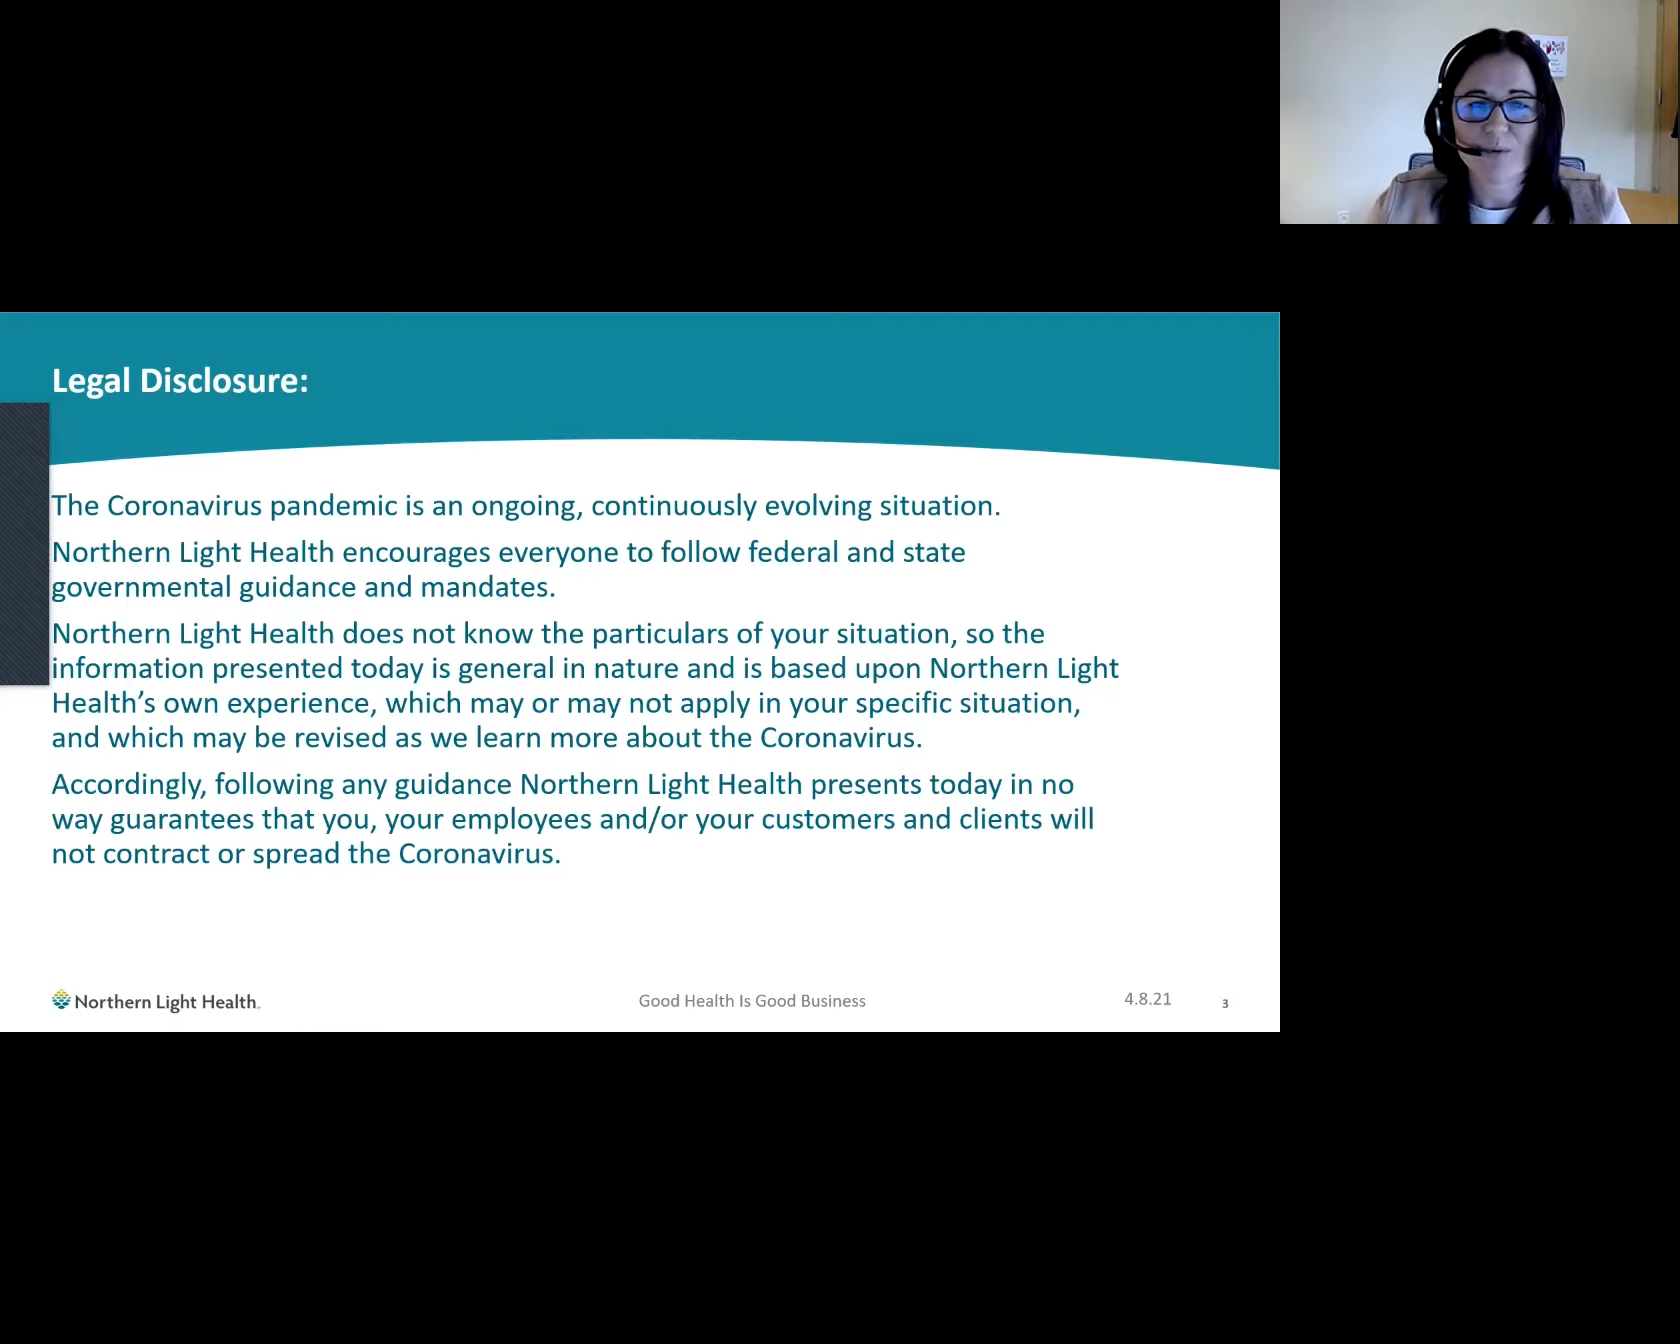 Legal Disclosure:
The Coronavirus pandemic is an ongoing, continuously evolving situation.
Northern Light Health encourages everyone to follow federal and state
governmental guidance and mandates.
Northern Light Health does not know the particulars of your situation, so the
information presented today is general in nature and is based upon Northern Light
Health’s own experience, which may or may not apply in your specific situation,
and which may be revised as we learn more about the Coronavirus.
Accordingly, following any guidance Northern Light Health presents today in no
way guarantees that you, your employees and/or your customers and clients will
not contract or spread the Coronavirus.
Northern Light Health.
Good Health Is Good Business
4.8.21
3